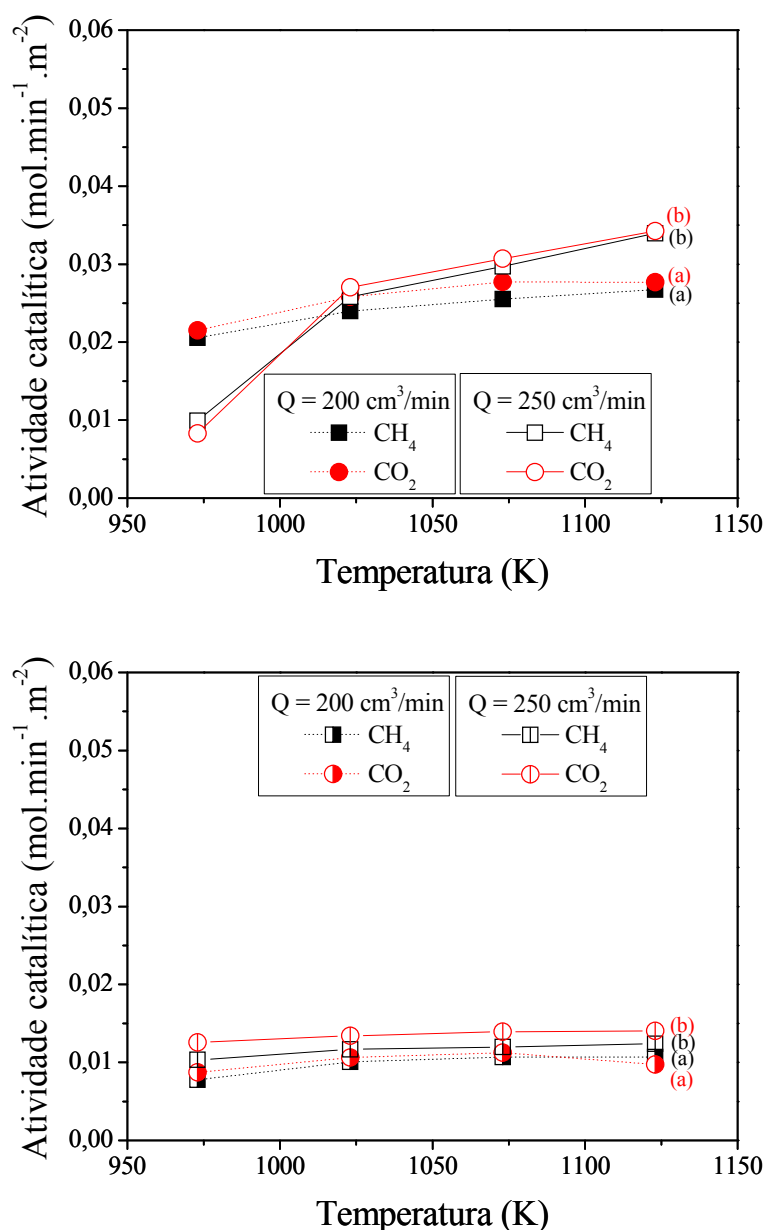 0,06
0,05
0,04
0,03
0,02
0,01
0,00
Atividade catalítica (mol.min⁻¹.m⁻²)
(b)
(b)
(a)
(a)
Q = 200 cm³/min
CH₄
CO₂
Q = 250 cm³/min
CH₄
CO₂
950 1000 1050 1100 1150
Temperatura (K)
0,06
0,05
0,04
0,03
0,02
0,01
0,00
Atividade catalítica (mol.min⁻¹.m⁻²)
Q = 200 cm³/min
CH₄
CO₂
Q = 250 cm³/min
CH₄
CO₂
(b)
(b)
(a)
(a)
950 1000 1050 1100 1150
Temperatura (K)